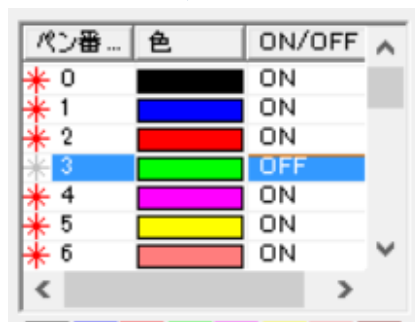 ペン番... 色 ON/OFF
0 ON
1 ON
2 ON
3 OFF
4 ON
5 ON
6 ON